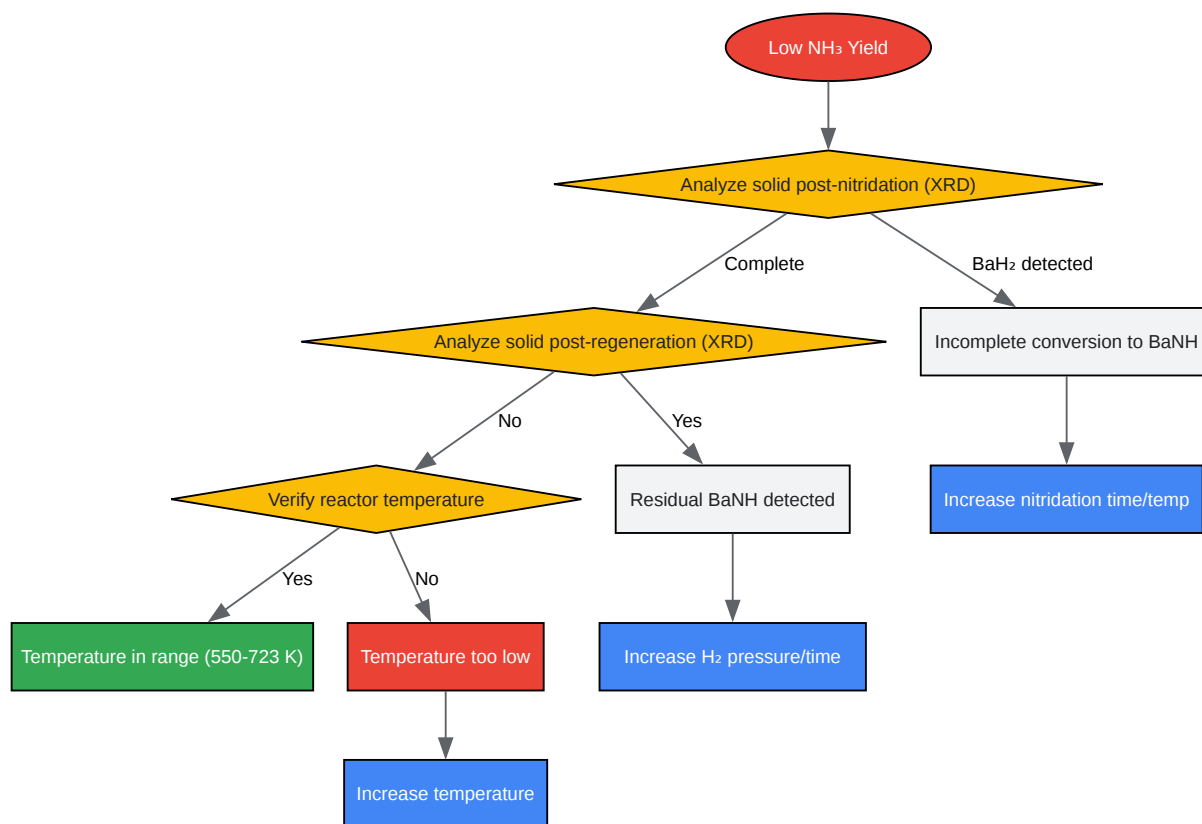 Low NH₃ Yield
Analyze solid post-nitridation (XRD)
Complete
BaH₂ detected
Analyze solid post-regeneration (XRD)
Incomplete conversion to BaNH
No
Yes
Verify reactor temperature
Residual BaNH detected
Increase nitridation time/temp
Yes
No
Temperature in range (550-723 K)
Temperature too low
Increase H₂ pressure/time
Increase temperature